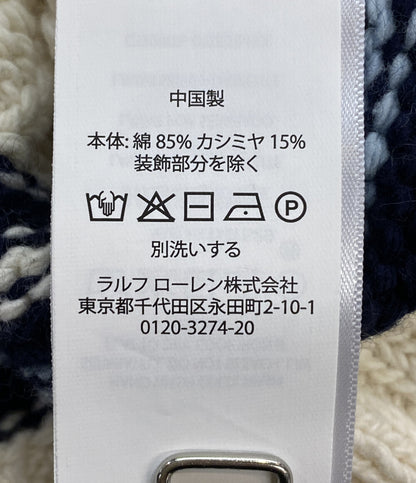 中国製
本体: 綿 85% カシミヤ 15%
装飾部分を除く
P
別洗いする
ラルフ ローレン株式会社
東京都千代田区永田町2-10-1
0120-3274-20